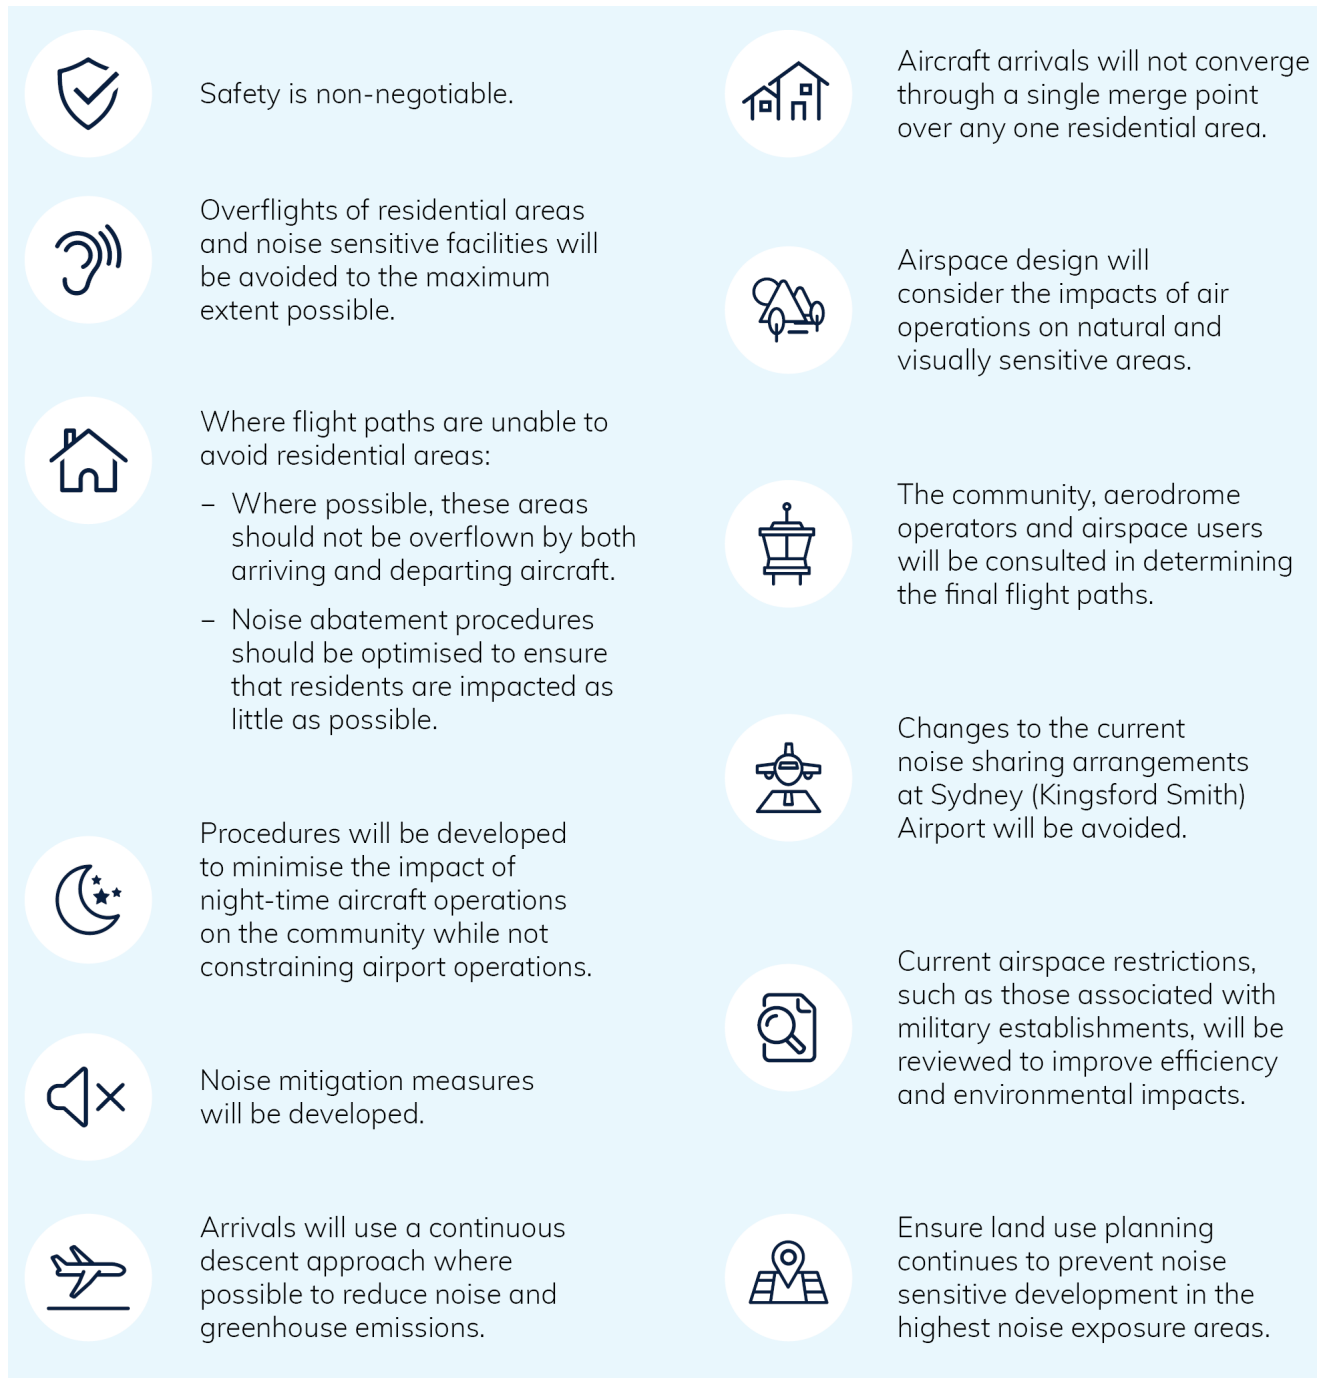 Safety is non-negotiable.
Overflights of residential areas
and noise sensitive facilities will
be avoided to the maximum
extent possible.
Where flight paths are unable to
avoid residential areas:
– Where possible, these areas
should not be overflown by both
arriving and departing aircraft.
– Noise abatement procedures
should be optimised to ensure
that residents are impacted as
little as possible.
Procedures will be developed
to minimise the impact of
night-time aircraft operations
on the community while not
constraining airport operations.
Noise mitigation measures
will be developed.
Arrivals will use a continuous
descent approach where
possible to reduce noise and
greenhouse emissions.
Aircraft arrivals will not converge
through a single merge point
over any one residential area.
Airspace design will
consider the impacts of air
operations on natural and
visually sensitive areas.
The community, aerodrome
operators and airspace users
will be consulted in determining
the final flight paths.
Changes to the current
noise sharing arrangements
at Sydney (Kingsford Smith)
Airport will be avoided.
Current airspace restrictions,
such as those associated with
military establishments, will be
reviewed to improve efficiency
and environmental impacts.
Ensure land use planning
continues to prevent noise
sensitive development in the
highest noise exposure areas.